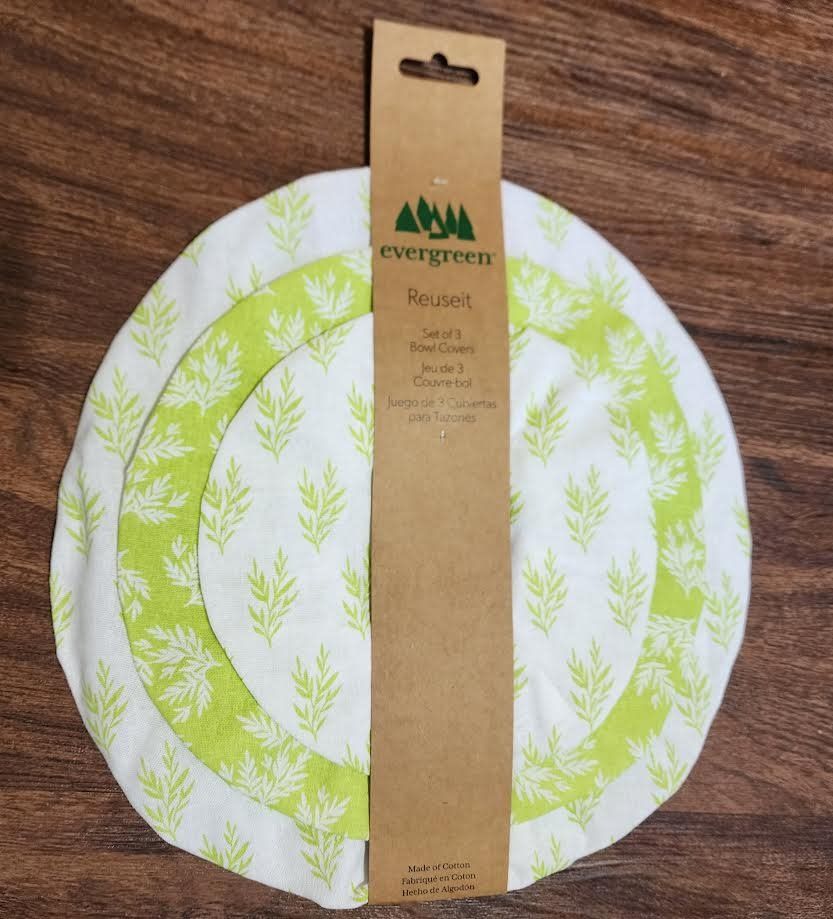 evergreen®
Reuseit
Set of 3
Bowl Covers
Jeu de 3
Couvre-bol
Juego de 3 Cubiertas
para Tazones
Made of Cotton
Fabriqué en Coton
Hecho de Algodón